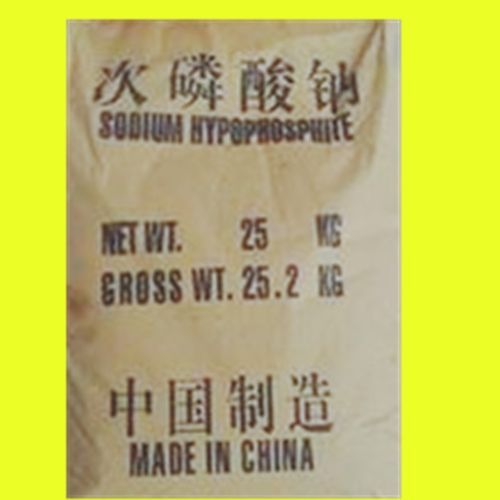 次磷酸钠
SODIUM HYPOPHOSPHITE
NET WT. 25 KG
GROSS WT. 25.2 KG
中国制造
MADE IN CHINA